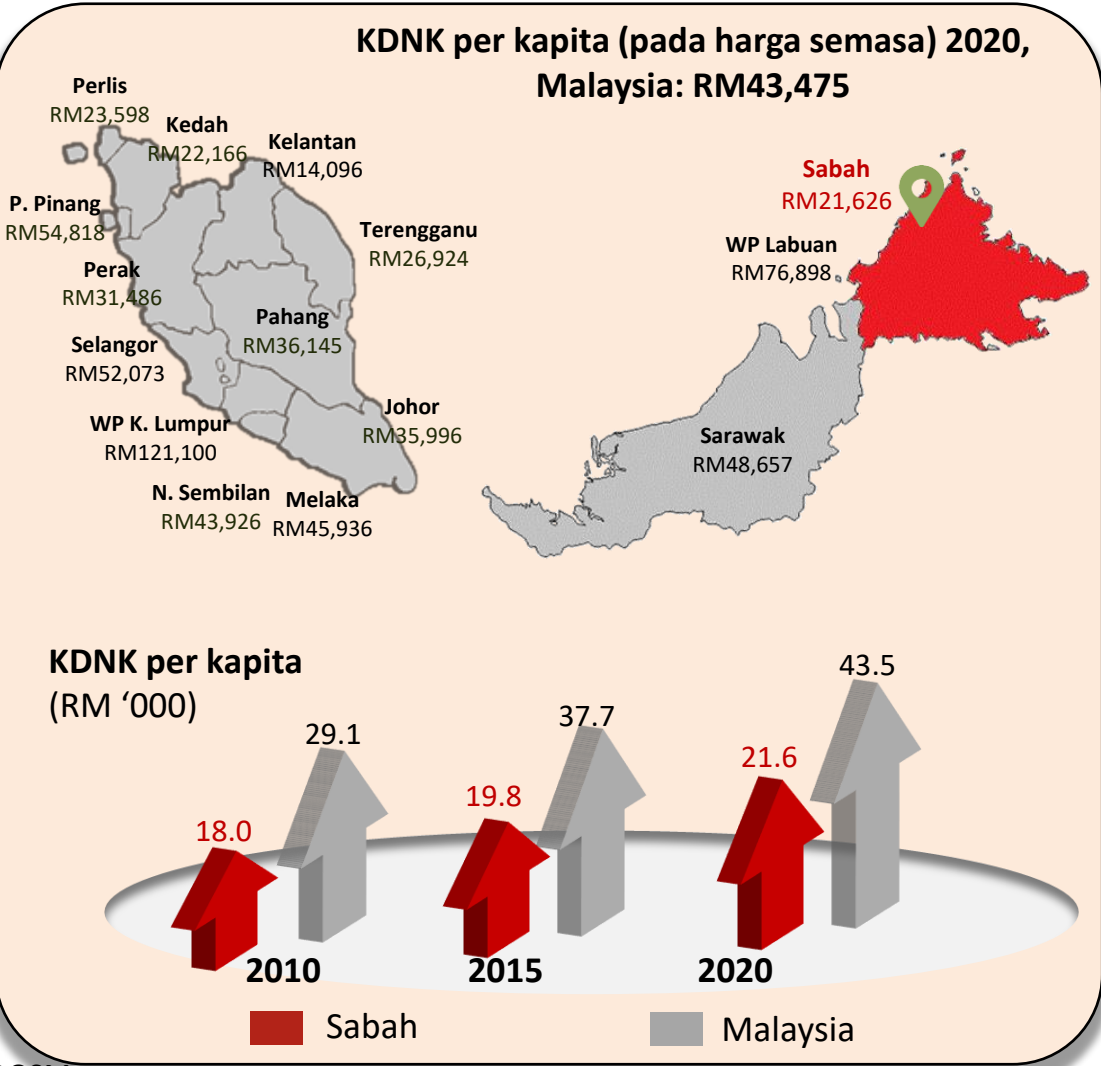 KDNK per kapita (pada harga semasa) 2020,
Malaysia: RM43,475
Perlis
RM23,598
Kedah
RM22,166
Kelantan
RM14,096
P. Pinang
RM54,818
Terengganu
RM26,924
Perak
RM31,486
Pahang
RM36,145
Selangor
RM52,073
Johor
RM35,996
WP K. Lumpur
RM121,100
N. Sembilan
RM43,926
Melaka
RM45,936
Sabah
RM21,626
WP Labuan
RM76,898
Sarawak
RM48,657
KDNK per kapita
(RM ‘000)
18.0
29.1
19.8
37.7
21.6
43.5
2010
2015
2020
Sabah
Malaysia